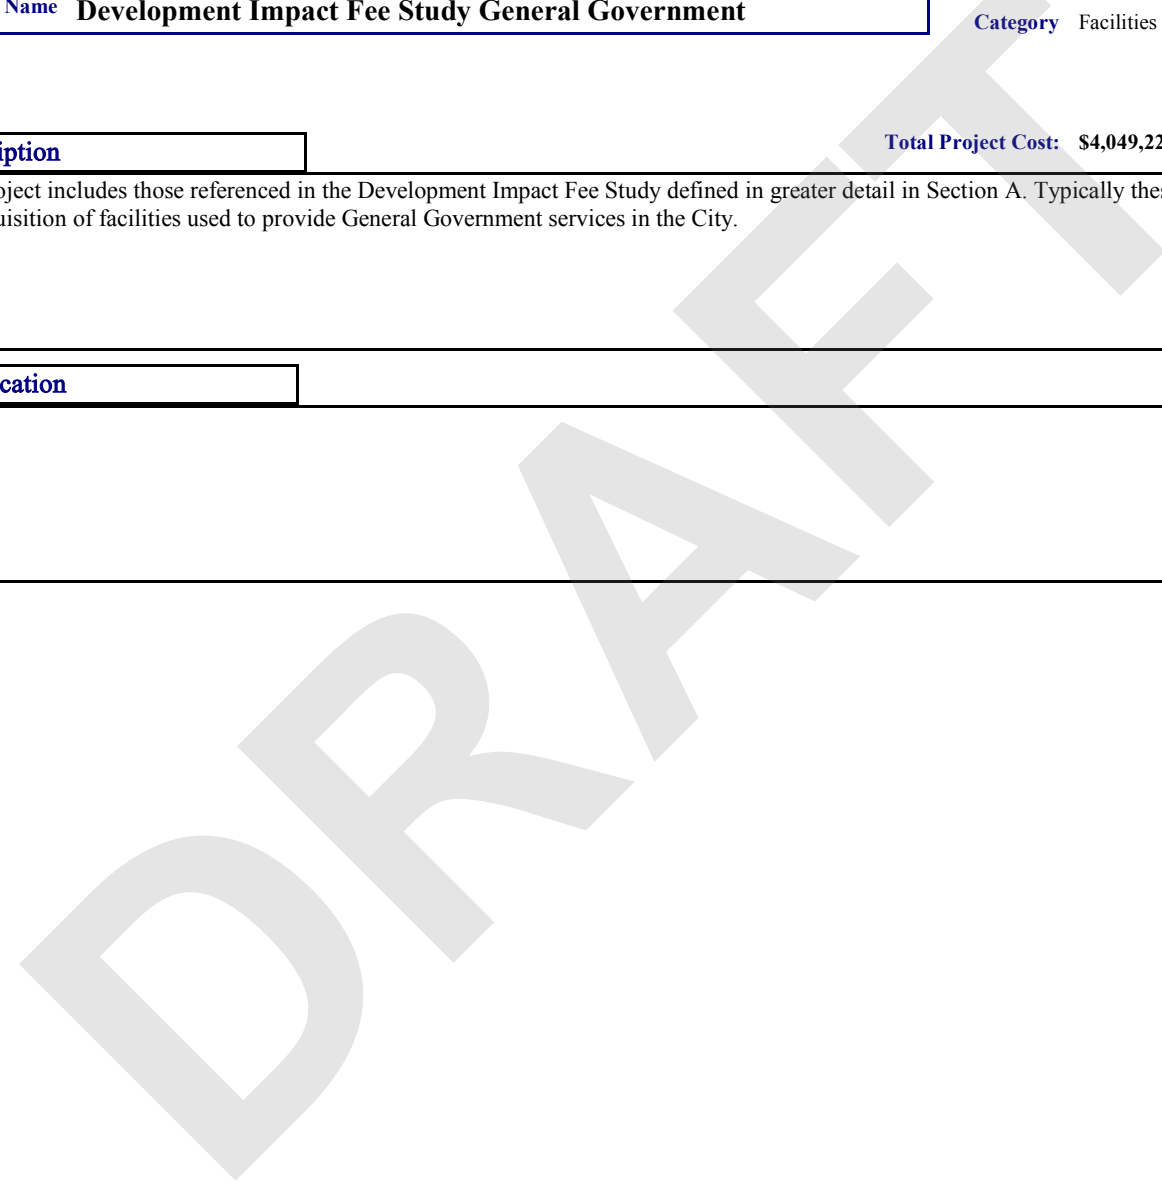 Name Development Impact Fee Study General Government
Category Facilities
Total Project Cost: $4,049,22
iption
oject includes those referenced in the Development Impact Fee Study defined in greater detail in Section A. Typically thes
uisition of facilities used to provide General Government services in the City.
cation
DRAFT